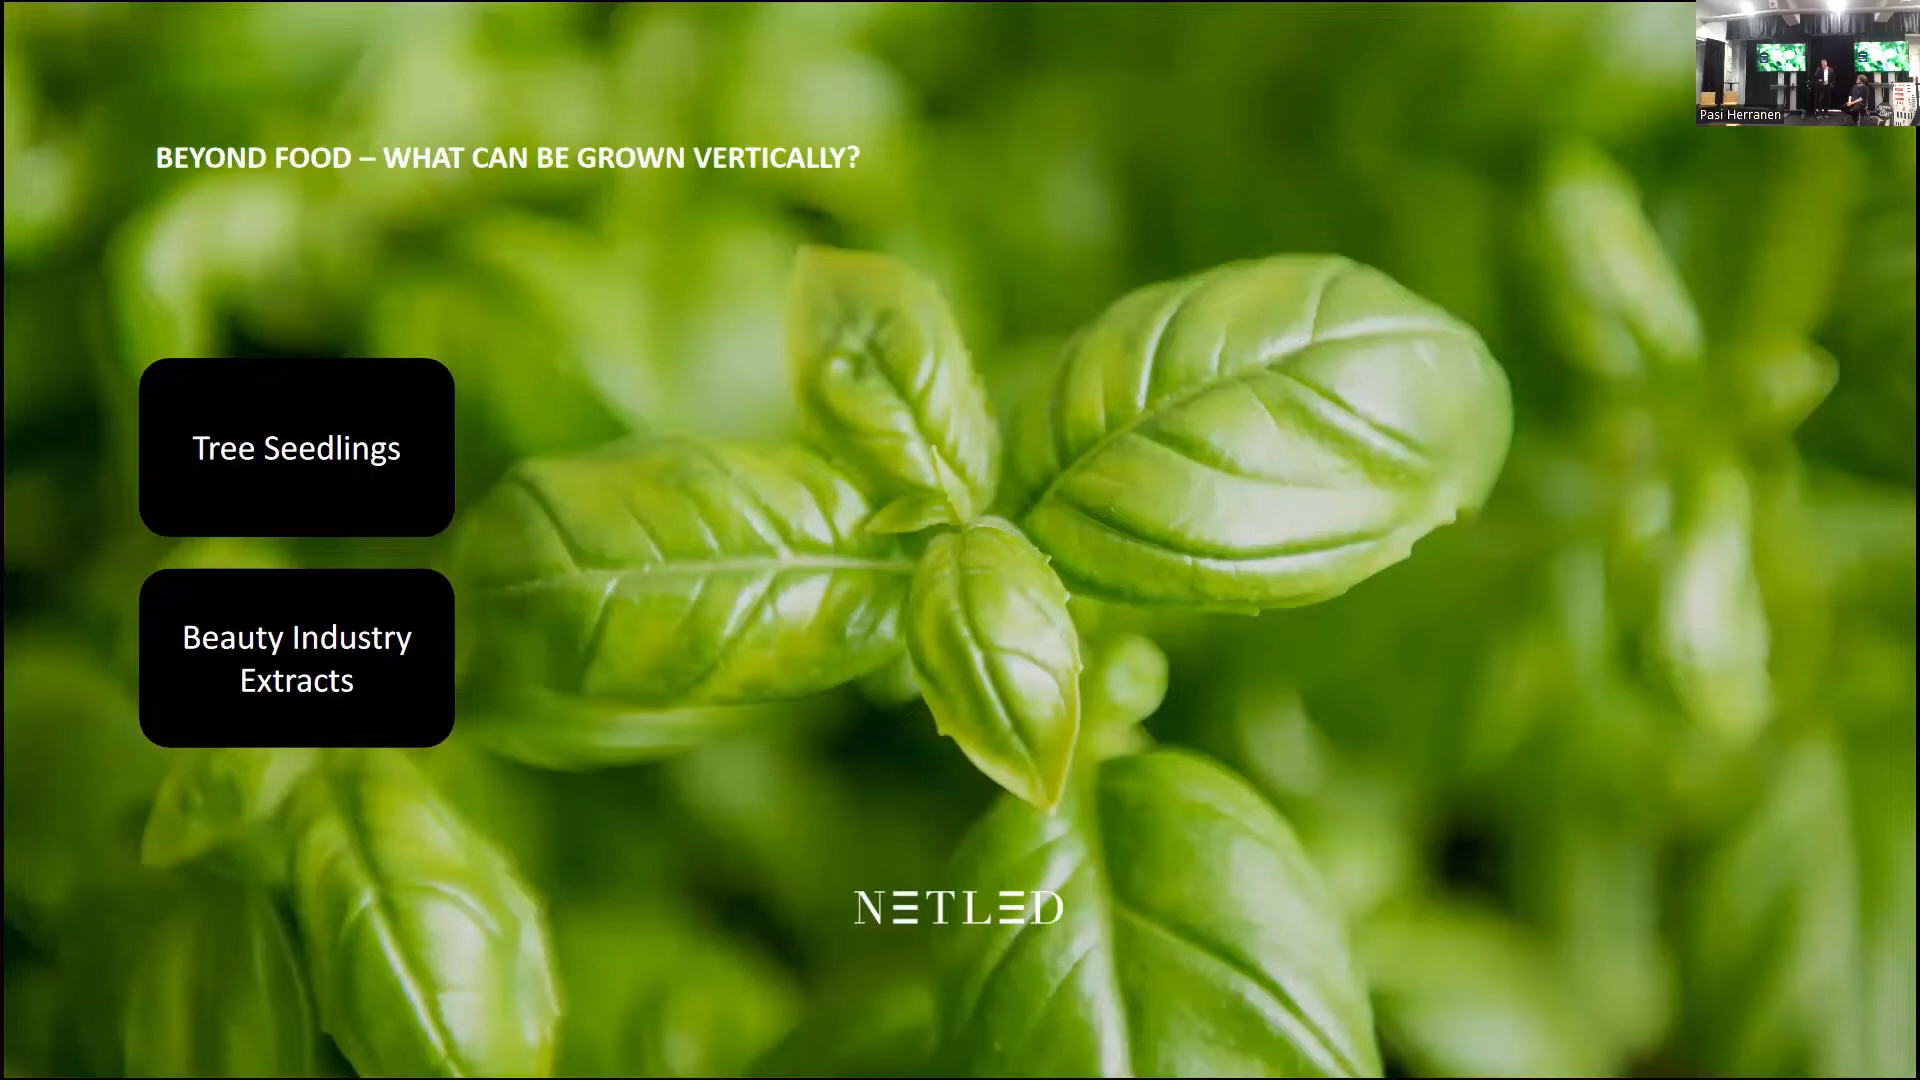 Pasi Herranen
BEYOND FOOD – WHAT CAN BE GROWN VERTICALLY?
Tree Seedlings
Beauty Industry
Extracts
NETLED